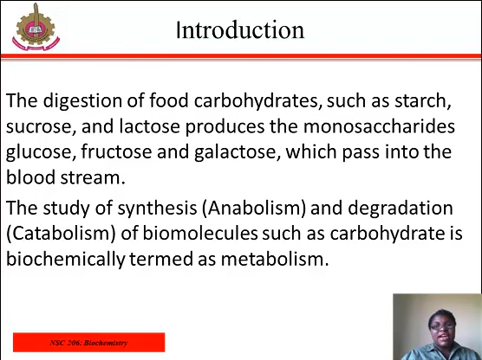 Introduction
The digestion of food carbohydrates, such as starch,
sucrose, and lactose produces the monosaccharides
glucose, fructose and galactose, which pass into the
blood stream.
The study of synthesis (Anabolism) and degradation
(Catabolism) of biomolecules such as carbohydrate is
biochemically termed as metabolism.
NSC 206: Biochemistry